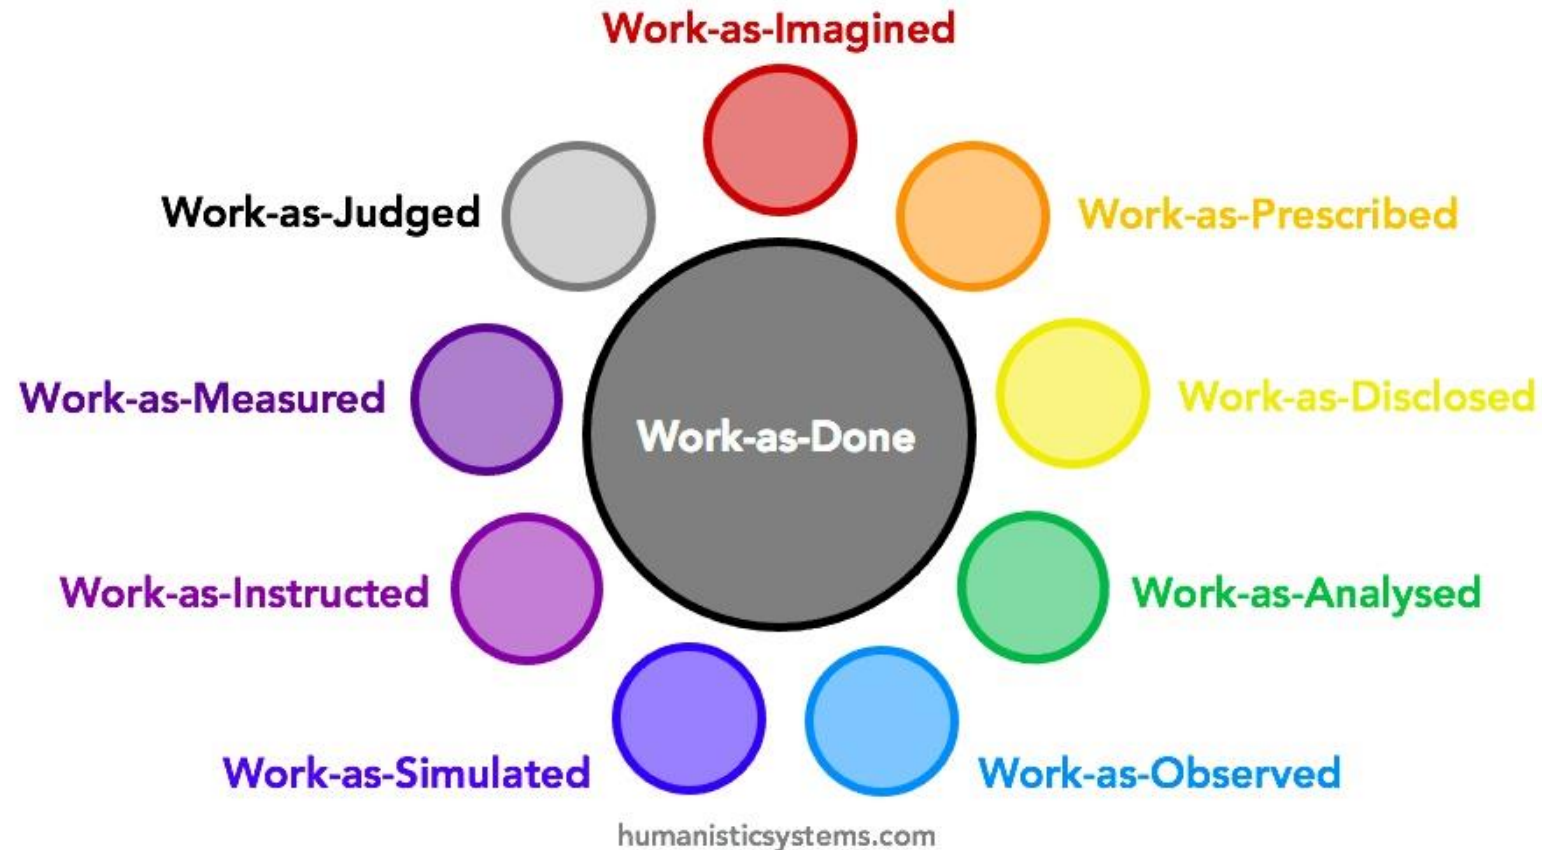 Work-as-Imagined
Work-as-Judged
Work-as-Prescribed
Work-as-Measured
Work-as-Disclosed
Work-as-Done
Work-as-Instructed
Work-as-Analysed
Work-as-Simulated
Work-as-Observed
humanisticsystems.com